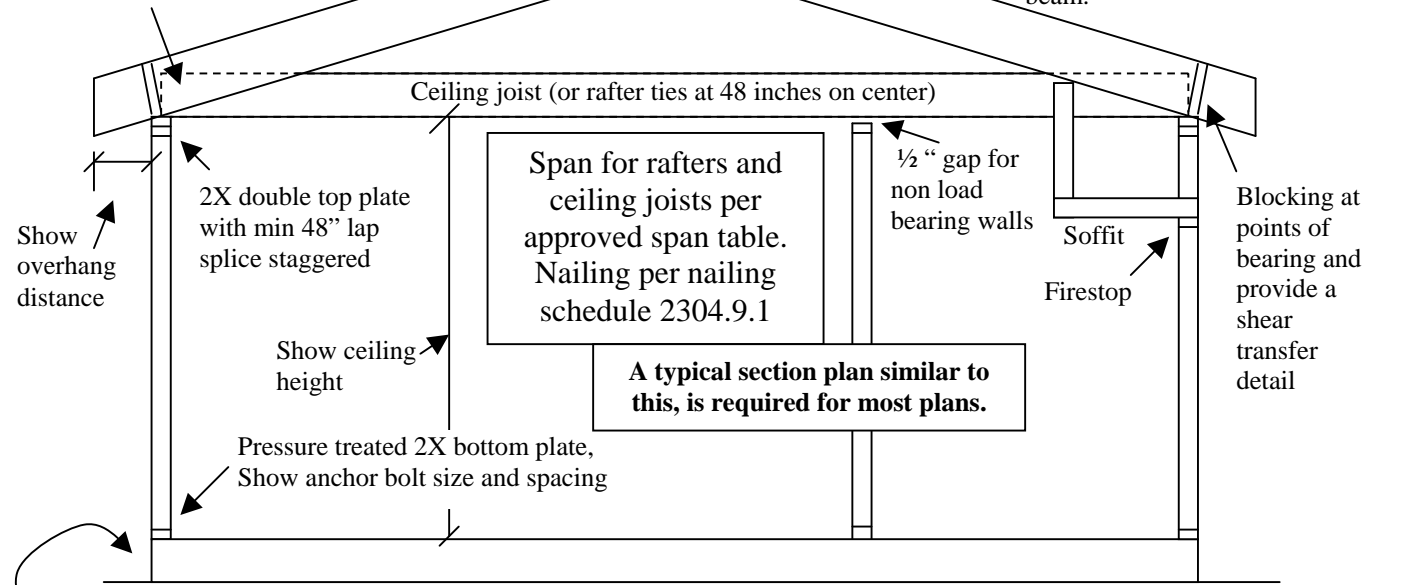 beam.
Ceiling joist (or rafter ties at 48 inches on center)
Span for rafters and
ceiling joists per
approved span table.
Nailing per nailing
schedule 2304.9.1
½ “ gap for
non load
bearing walls
2X double top plate
with min 48” lap
splice staggered
Show
overhang
distance
Soffit
Firestop
Blocking at
points of
bearing and
provide a
shear
transfer
detail
Show ceiling
height
A typical section plan similar to
this, is required for most plans.
Pressure treated 2X bottom plate,
Show anchor bolt size and spacing